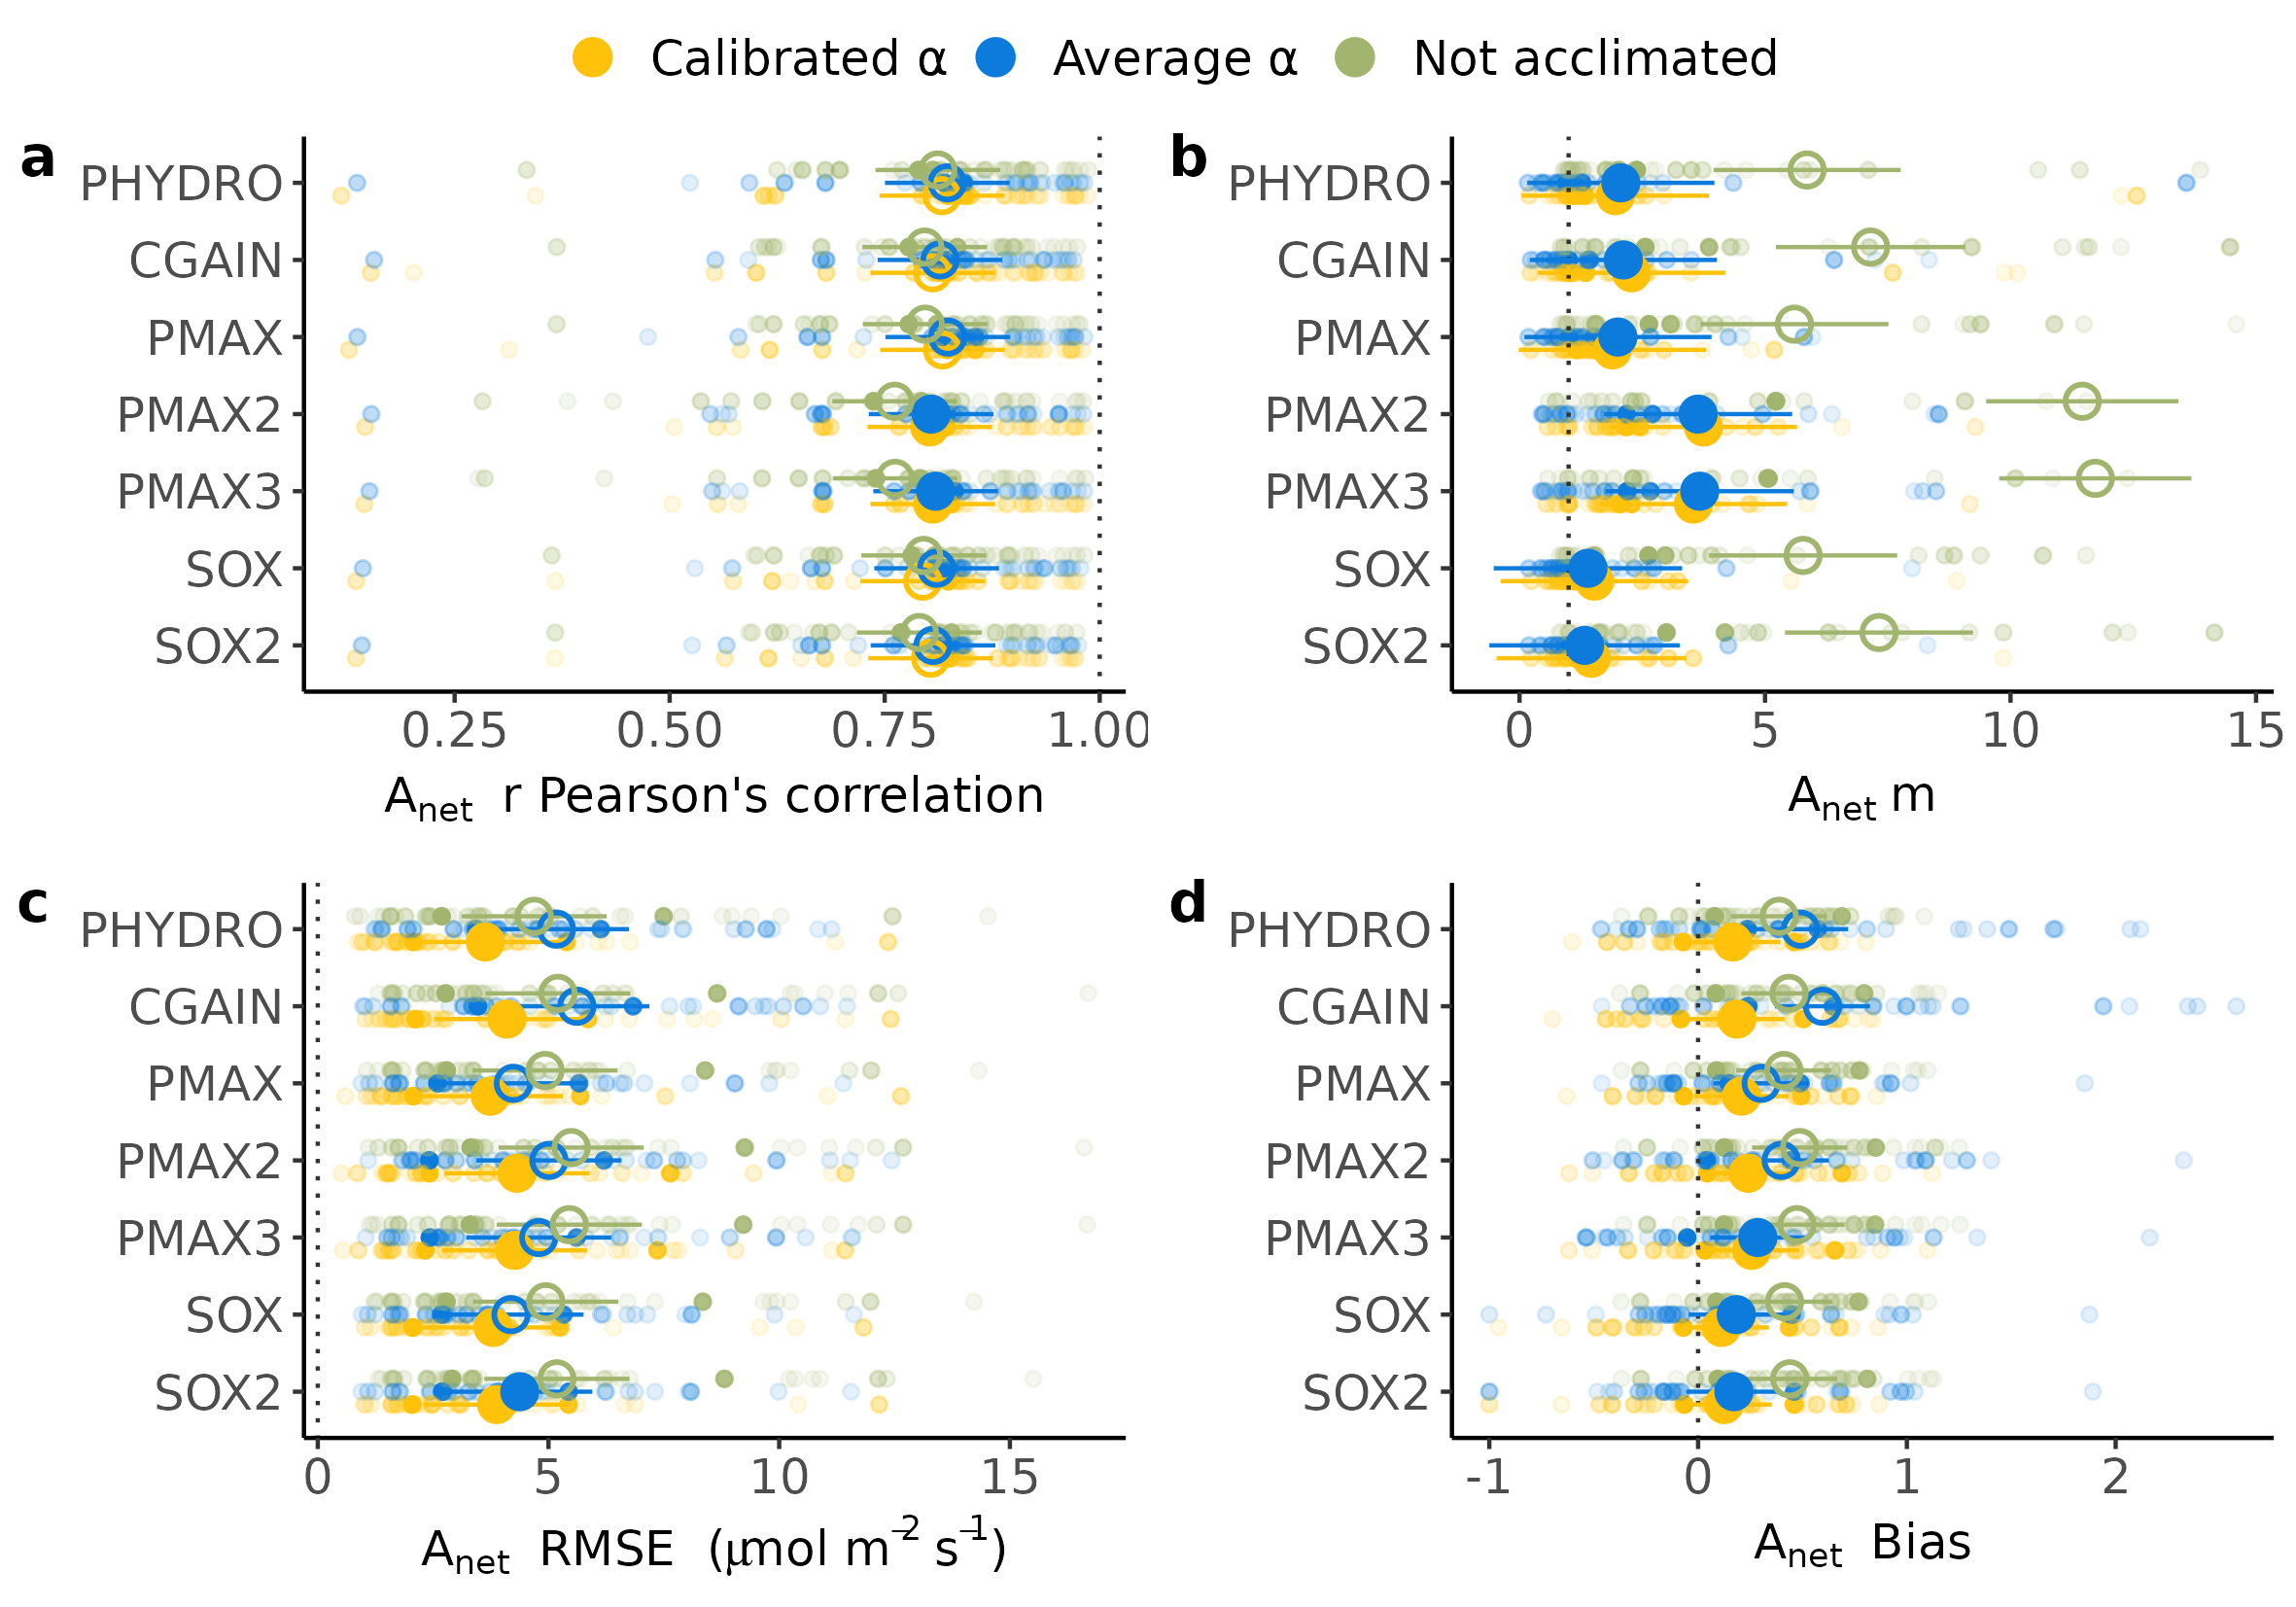 Calibrated α Average α Not acclimated
a
PHYDRO
CGAIN
PMAX
PMAX2
PMAX3
SOX
SOX2
0.25 0.50 0.75 1.00
Anet r Pearson's correlation
b
PHYDRO
CGAIN
PMAX
PMAX2
PMAX3
SOX
SOX2
0 5 10 15
Anet m
c
PHYDRO
CGAIN
PMAX
PMAX2
PMAX3
SOX
SOX2
0 5 10 15
Anet RMSE (μmol m−2 s−1)
d
PHYDRO
CGAIN
PMAX
PMAX2
PMAX3
SOX
SOX2
-1 0 1 2
Anet Bias